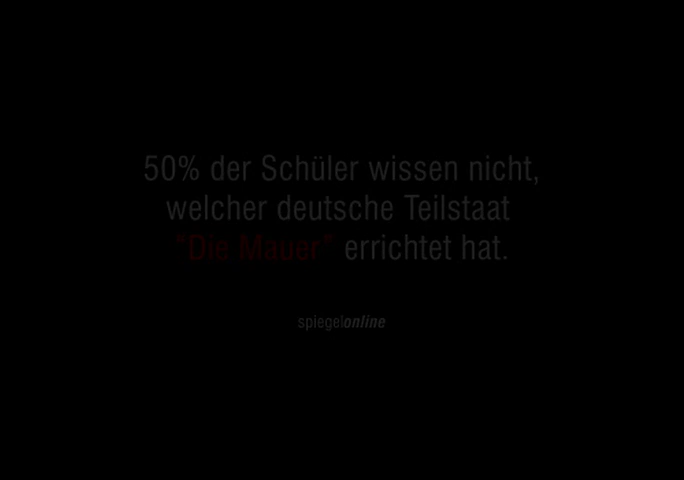 50% der Schüler wissen nicht,
welcher deutsche Teilstaat
"Die Mauer" errichtet hat.
spiegelonline